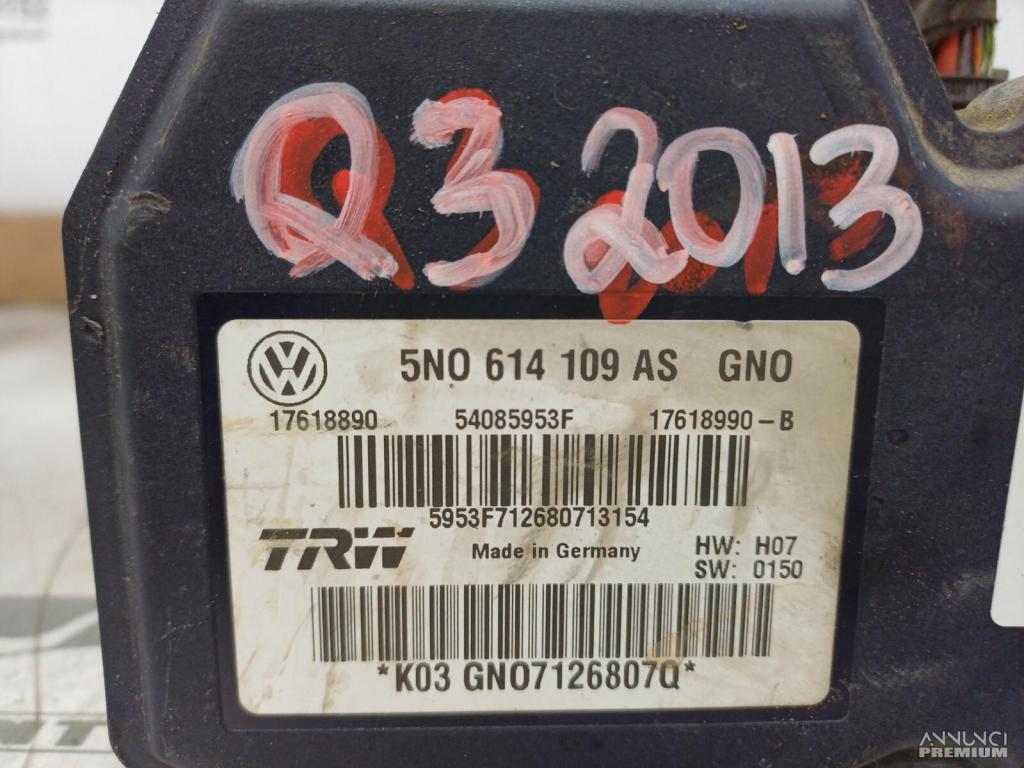 Q3 2013
5N0 614 109 AS GNO
17618890 54085953F 17618990-B
5953F712680713154
TRW Made in Germany HW: H07
SW: 0150
*K03 GNO7126807Q*
ANNUNCI
PREMIUM